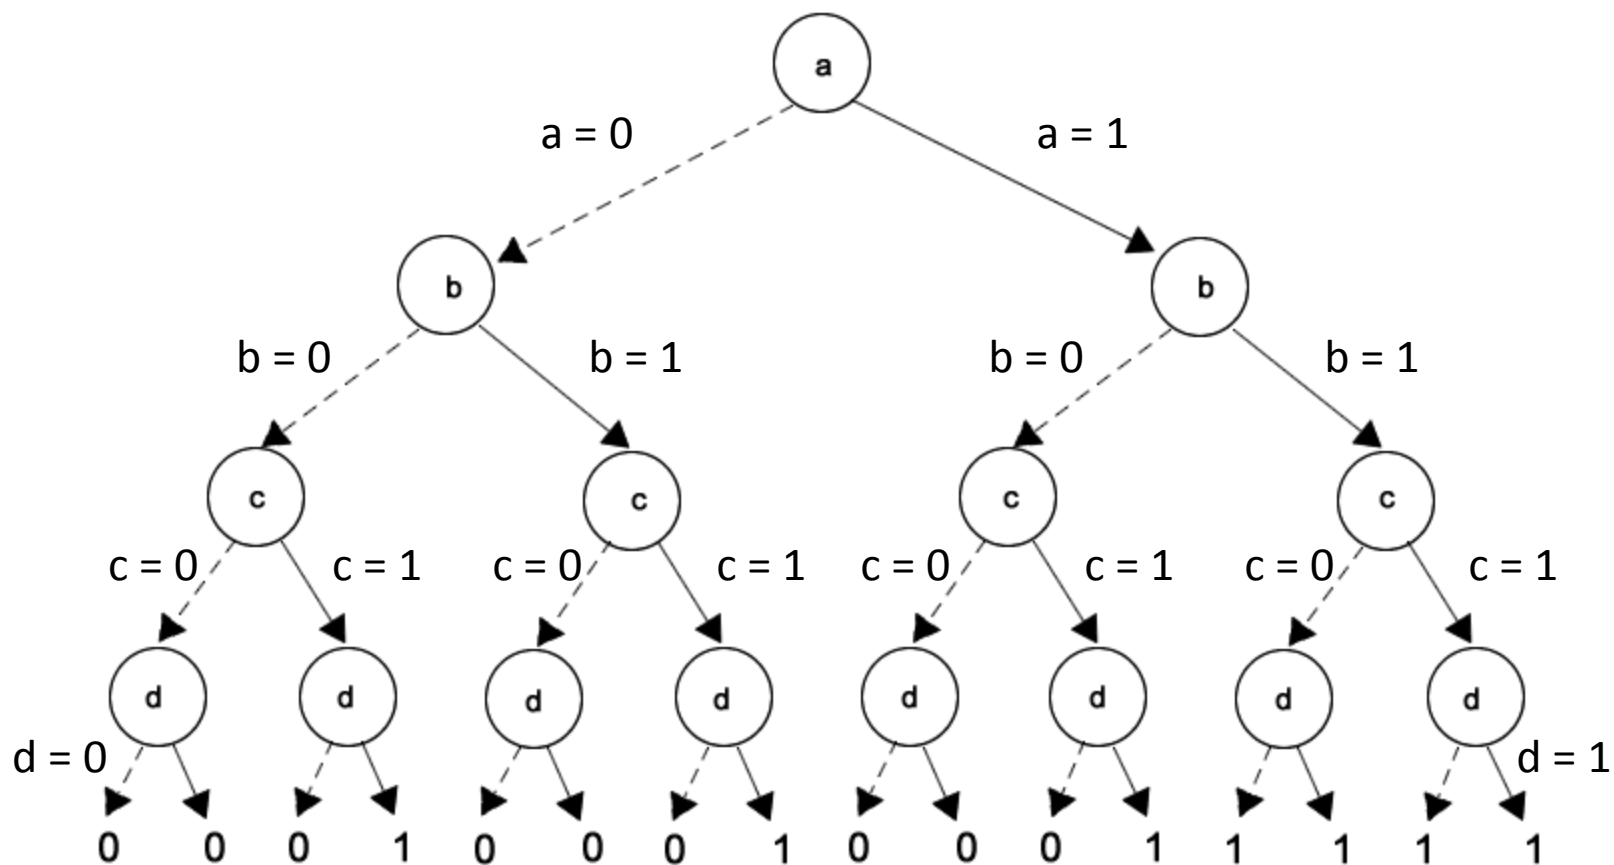 a
a = 0 a = 1
b b
b = 0 b = 1 b = 0 b = 1
c c c c
c = 0 c = 1 c = 0 c = 1 c = 0 c = 1 c = 0 c = 1
d d d d d d d d
d = 0 d = 1
0 0 0 1 0 0 0 1 0 0 0 1 1 1 1 1